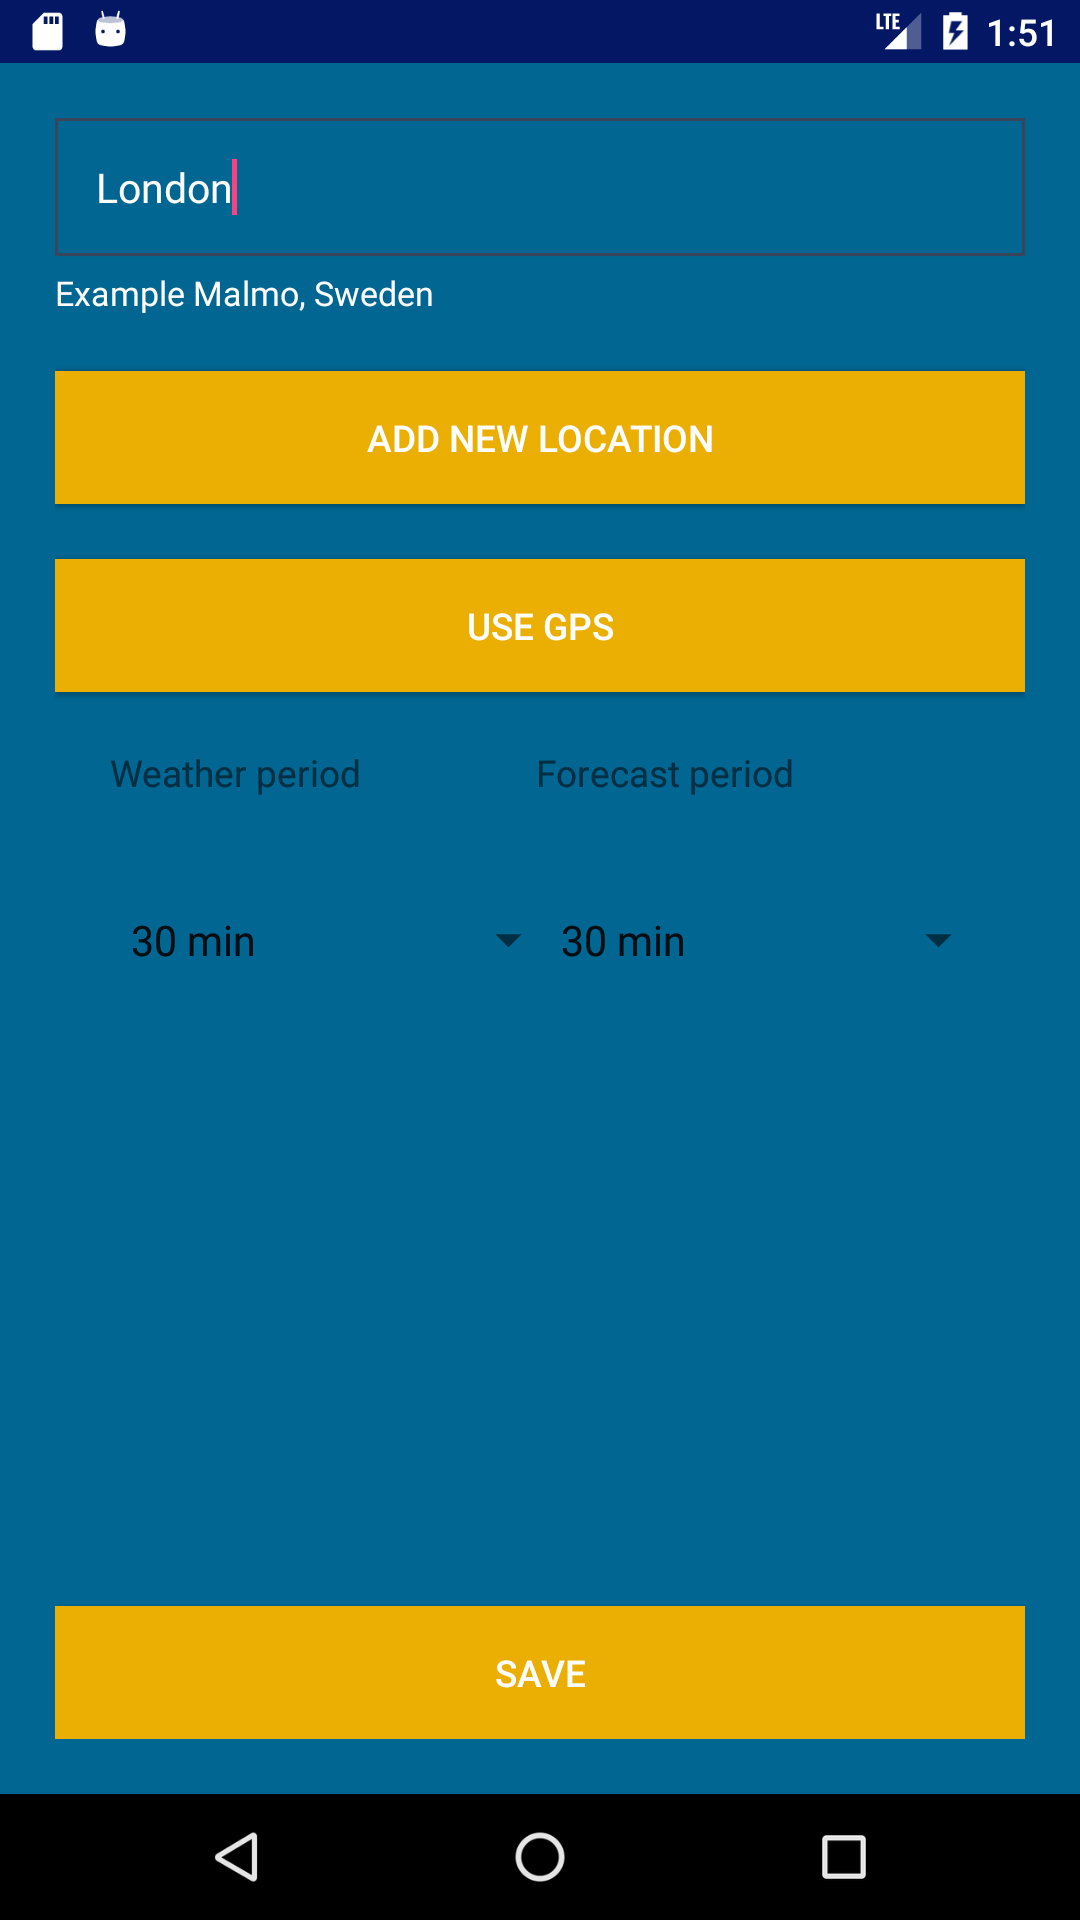 LTE 1:51
London
Example Malmo, Sweden
ADD NEW LOCATION
USE GPS
Weather period Forecast period
30 min 30 min
SAVE